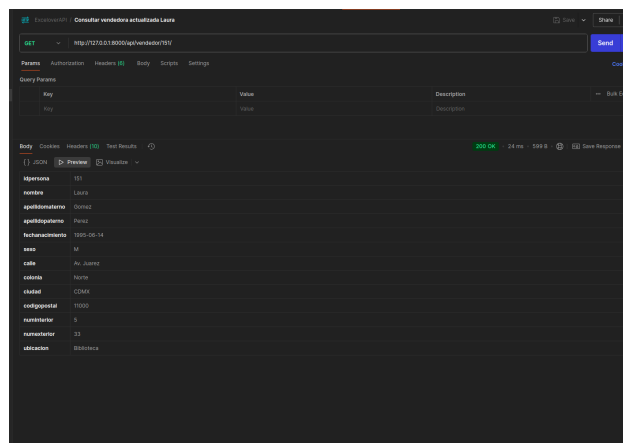 ExsaloverAPI / Consultar vendedora actualizada Laura Save Share
GET http://127.0.0.1:8000/api/vendedor/151/ Send
Params Authorization Headers (6) Body Scripts Settings
Query Params
Key Value Description Bulk
Key Value Description
Body Cookies Headers (10) Test Results 200 OK 24 ms 599 B Save Response
{} JSON Preview Visualize
idpersona 151
nombre Laura
apellidomaterno Gomez
apellidopaterno Perez
fechanacimiento 1995-06-14
sexo M
calle Av. Juarez
colonia Norte
ciudad CDMX
codigopostal 11000
numinterior 5
numexterior 33
ubicacion Biblioteca